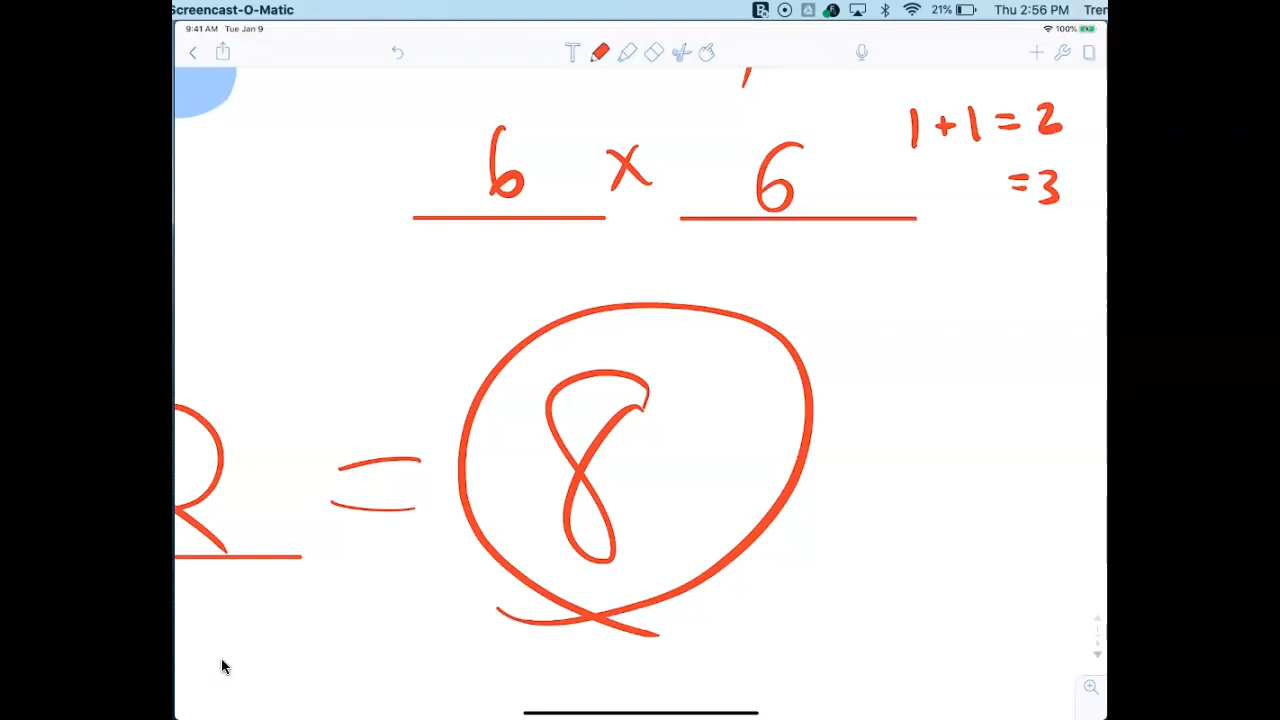 Screencast-O-Matic 21% Thu 2:56 PM Tren
9:41 AM Tue Jan 9 100%
T
1 + 1 = 2
6 x 6
= 3
R = 8